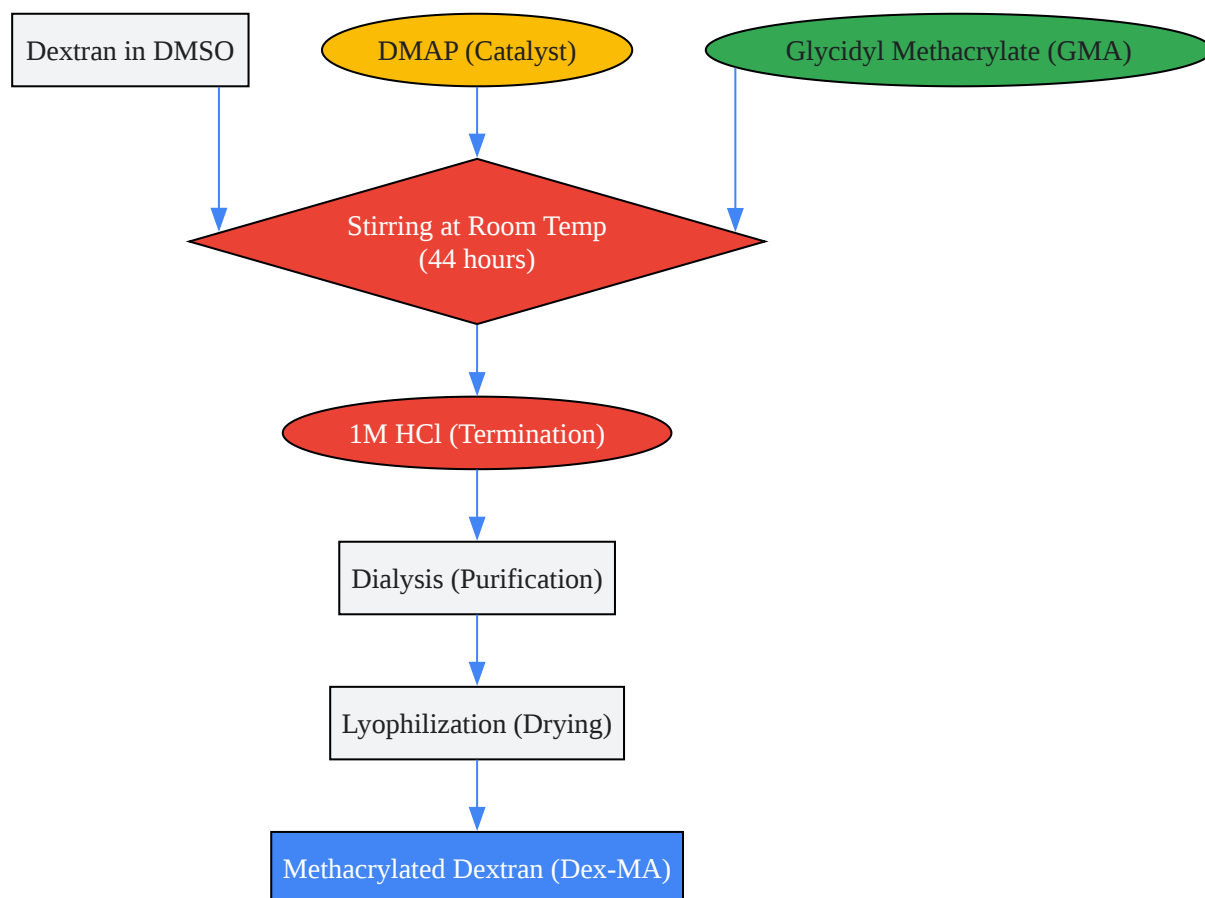 Dextran in DMSO
DMAP (Catalyst)
Glycidyl Methacrylate (GMA)
Stirring at Room Temp
(44 hours)
1M HCl (Termination)
Dialysis (Purification)
Lyophilization (Drying)
Methacrylated Dextran (Dex-MA)